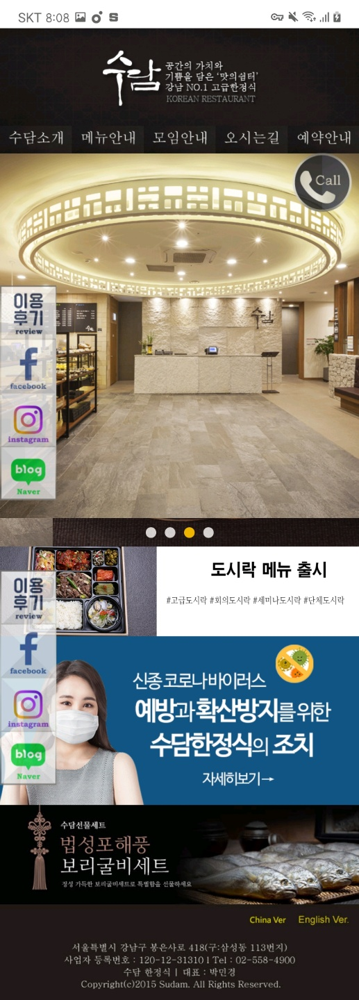 SKT 8:08
수담
공간의 가치와
기쁨을 담은 '맛의쉼터'
강남 NO.1 고급한정식
KOREAN RESTAURANT
수담소개 메뉴안내 모임안내 오시는길 예약안내
Call
수담
이용
후기
review
facebook
instagram
blog
Naver
도시락 메뉴 출시
#고급도시락 #회의도시락 #세미나도시락 #단체도시락
이용
후기
review
facebook
instagram
blog
Naver
신종 코로나 바이러스
예방과 확산방지를 위한
수담한정식의 조치
자세히보기→
수담선물세트
법성포해풍
보리굴비세트
정성 가득한 보리굴비세트로 특별함을 선물하세요
China Ver English Ver.
서울특별시 강남구 봉은사로 418(구:삼성동 113번지)
사업자 등록번호 : 120-12-31310 l Tel : 02-558-4900
수담 한정식 | 대표 : 박민경
Copyright(c)2015 Sudam. All Rights Reserved.